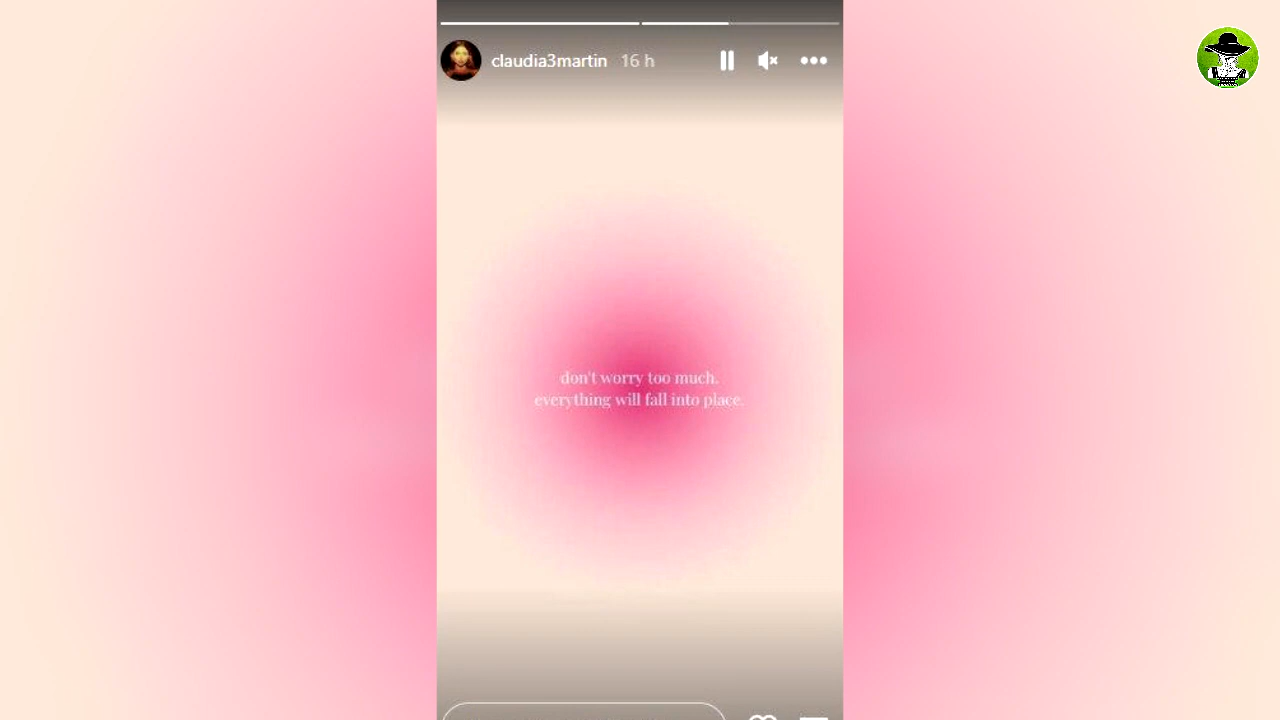 claudia3martin 16 h
don't worry too much.
everything will fall into place.